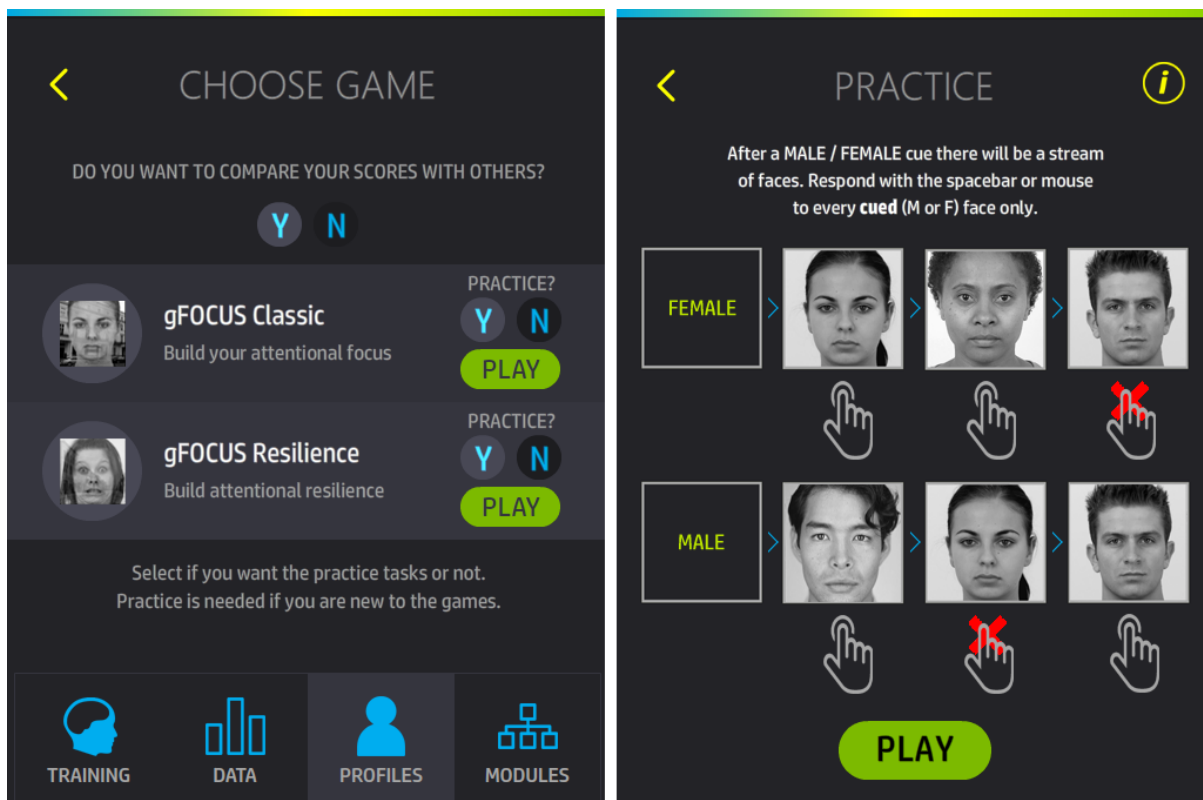 CHOOSE GAME
DO YOU WANT TO COMPARE YOUR SCORES WITH OTHERS?
Y N
PRACTICE?
gFOCUS Classic
Y N
Build your attentional focus
PLAY
PRACTICE?
gFOCUS Resilience
Y N
Build attentional resilience
PLAY
Select if you want the practice tasks or not.
Practice is needed if you are new to the games.
TRAINING DATA PROFILES MODULES
PRACTICE i
After a MALE / FEMALE cue there will be a stream
of faces. Respond with the spacebar or mouse
to every cued (M or F) face only.
FEMALE
MALE
PLAY